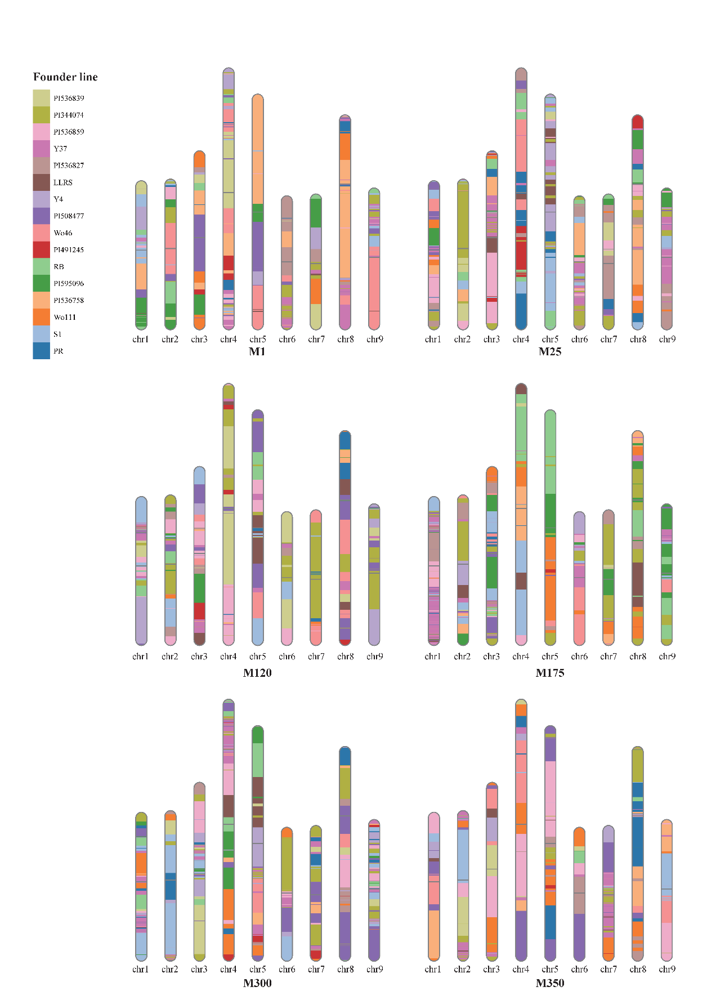 Founder line
PI536839
PI344074
PI536859
Y37
PI536827
LLRS
Y4
PI508477
Wo46
PI491245
RB
PI595096
PI536758
Wo111
S1
PR
chr1 chr2 chr3 chr4 chr5 chr6 chr7 chr8 chr9
M1
chr1 chr2 chr3 chr4 chr5 chr6 chr7 chr8 chr9
M25
chr1 chr2 chr3 chr4 chr5 chr6 chr7 chr8 chr9
M120
chr1 chr2 chr3 chr4 chr5 chr6 chr7 chr8 chr9
M175
chr1 chr2 chr3 chr4 chr5 chr6 chr7 chr8 chr9
M300
chr1 chr2 chr3 chr4 chr5 chr6 chr7 chr8 chr9
M350